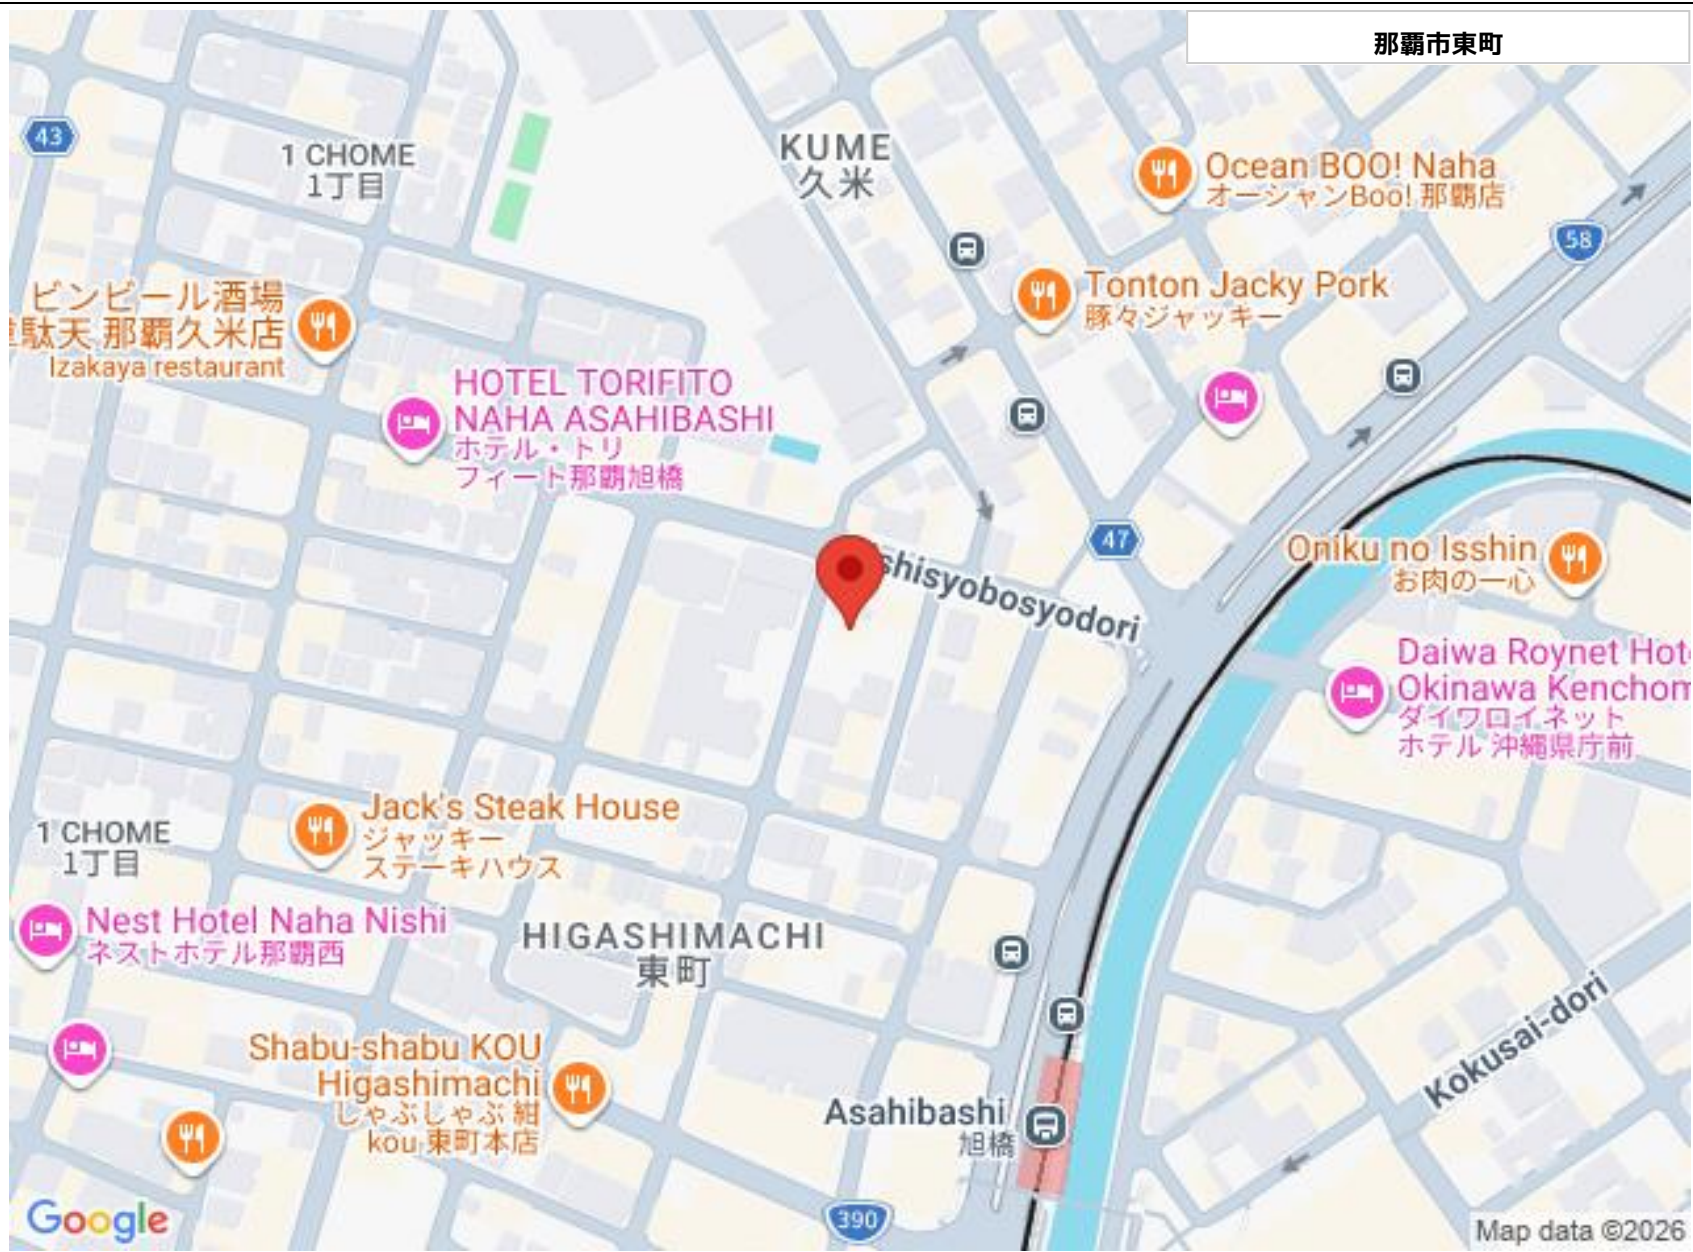 那覇市東町
43
1 CHOME
1丁目
KUME
久米
Ocean BOO! Naha
オーシャンBoo! 那覇店
58
Tonton Jacky Pork
豚々ジャッキー
ビンビール酒場
駄天 那覇久米店
Izakaya restaurant
HOTEL TORIFITO
NAHA ASAHIBASHI
ホテル・トリ
フィート那覇旭橋
47
shisyobosyodori
Oniku no Isshin
お肉の一心
Daiwa Roynet Hot
Okinawa Kenchom
ダイワロイネット
ホテル 沖縄県庁前
Jack's Steak House
ジャッキー
ステーキハウス
1 CHOME
1丁目
Nest Hotel Naha Nishi
ネストホテル那覇西
HIGASHIMACHI
東町
Kokusai-dori
Shabu-shabu KOU
Higashimachi
しゃぶしゃぶ 紺
kou 東町本店
Asahibashi
旭橋
390
Google
Map data ©2026